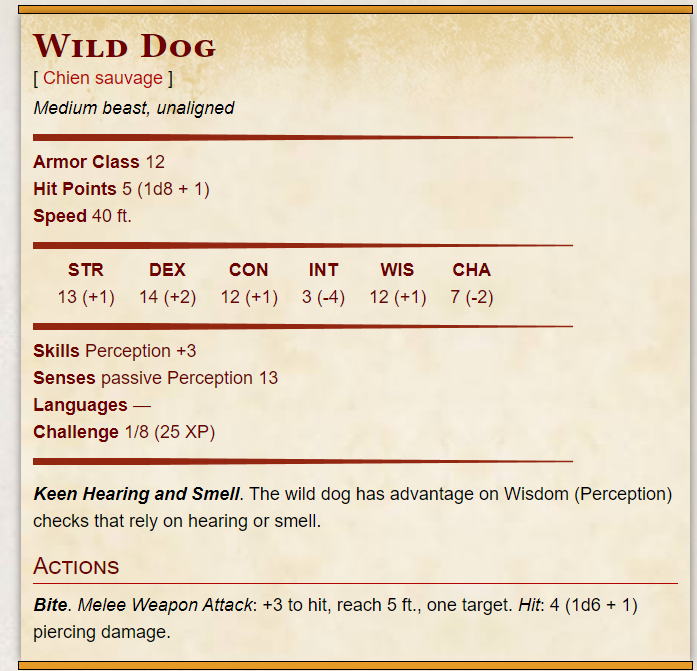 Wild Dog
[ Chien sauvage ]
Medium beast, unaligned
Armor Class 12
Hit Points 5 (1d8 + 1)
Speed 40 ft.
STR DEX CON INT WIS CHA
13 (+1) 14 (+2) 12 (+1) 3 (-4) 12 (+1) 7 (-2)
Skills Perception +3
Senses passive Perception 13
Languages —
Challenge 1/8 (25 XP)
Keen Hearing and Smell. The wild dog has advantage on Wisdom (Perception)
checks that rely on hearing or smell.
Actions
Bite. Melee Weapon Attack: +3 to hit, reach 5 ft., one target. Hit: 4 (1d6 + 1)
piercing damage.